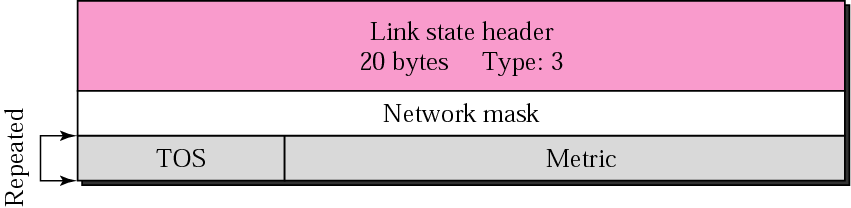 Link state header
20 bytes Type: 3
Network mask
Repeated
TOS
Metric